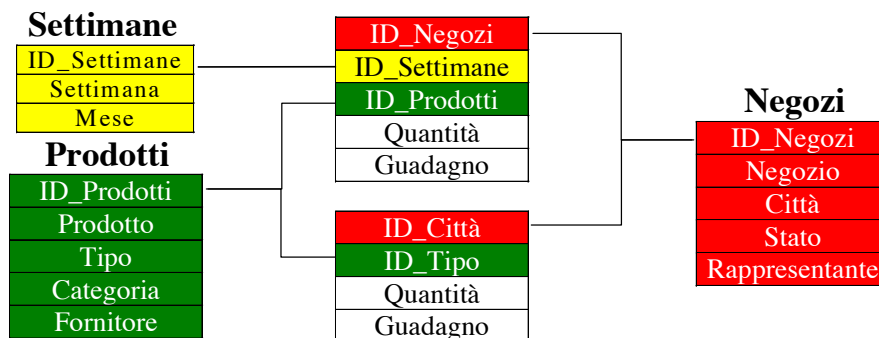 Settimane
ID_Settimane
Settimana
Mese
Prodotti
ID_Prodotti
Prodotto
Tipo
Categoria
Fornitore
ID_Negozi
ID_Settimane
ID_Prodotti
Quantità
Guadagno
ID_Città
ID_Tipo
Quantità
Guadagno
Negozi
ID_Negozi
Negozio
Città
Stato
Rappresentante